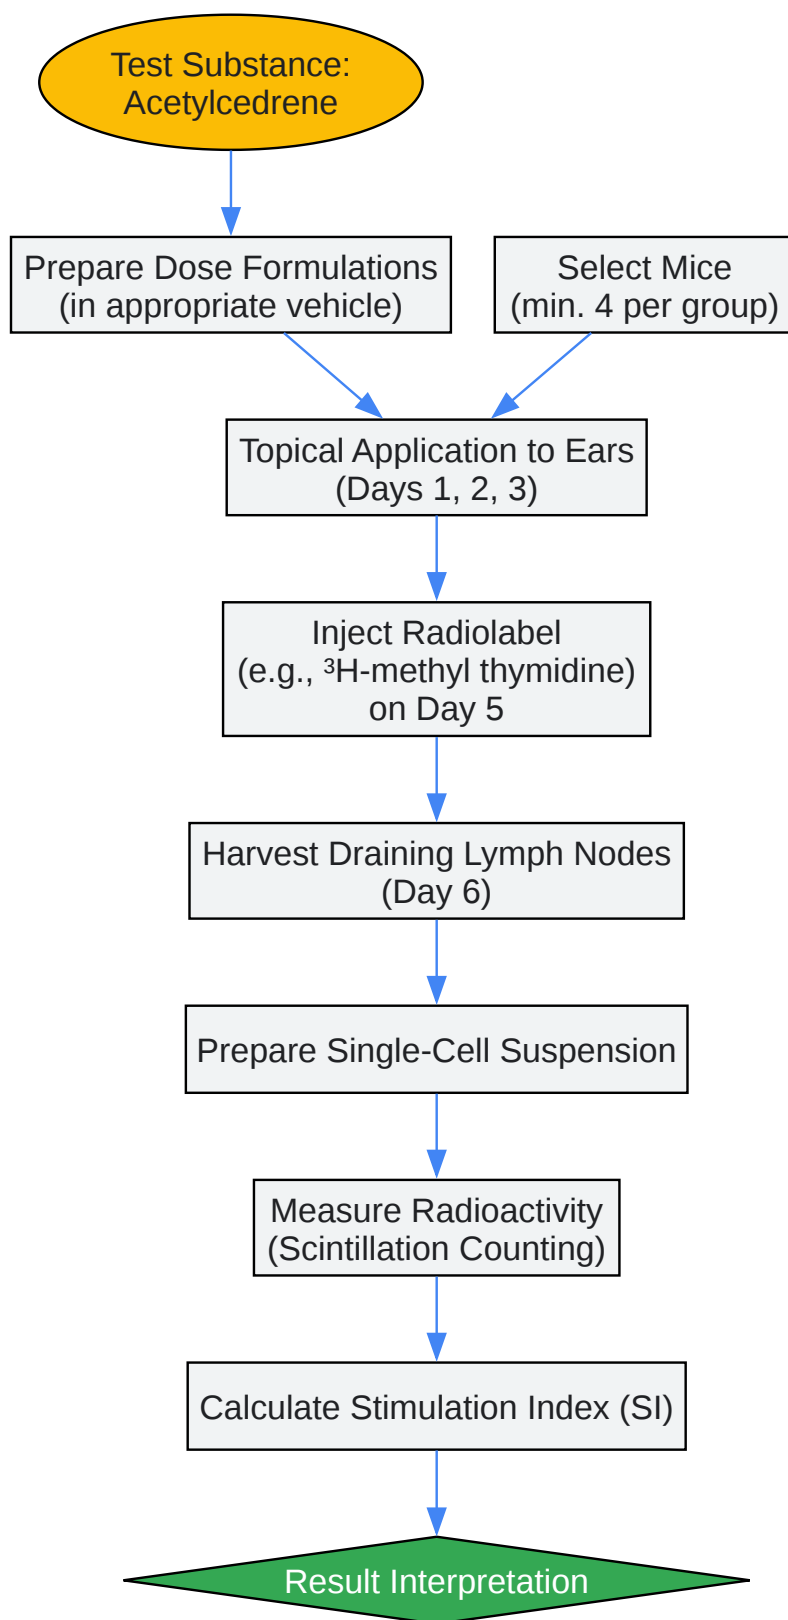 Test Substance:
Acetylcedrene
Prepare Dose Formulations
(in appropriate vehicle)
Select Mice
(min. 4 per group)
Topical Application to Ears
(Days 1, 2, 3)
Inject Radiolabel
(e.g., ³H-methyl thymidine)
on Day 5
Harvest Draining Lymph Nodes
(Day 6)
Prepare Single-Cell Suspension
Measure Radioactivity
(Scintillation Counting)
Calculate Stimulation Index (SI)
Result Interpretation